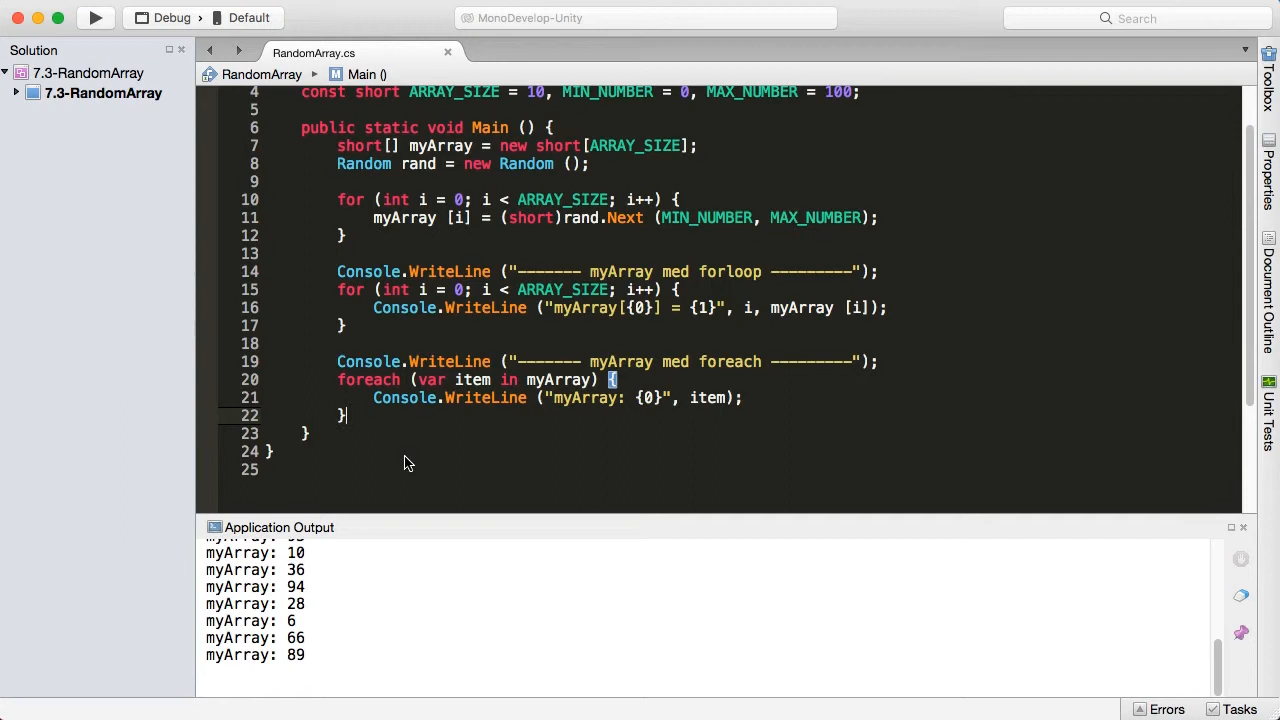 Debug
Default
MonoDevelop-Unity
Search
Solution
7.3-RandomArray
7.3-RandomArray
RandomArray.cs
RandomArray
Main ()
4 const short ARRAY_SIZE = 10, MIN_NUMBER = 0, MAX_NUMBER = 100;
5
6 public static void Main () {
7 short[] myArray = new short[ARRAY_SIZE];
8 Random rand = new Random ();
9
10 for (int i = 0; i < ARRAY_SIZE; i++) {
11 myArray [i] = (short)rand.Next (MIN_NUMBER, MAX_NUMBER);
12 }
13
14 Console.WriteLine ("------- myArray med forloop ---------");
15 for (int i = 0; i < ARRAY_SIZE; i++) {
16 Console.WriteLine ("myArray[{0}] = {1}", i, myArray [i]);
17 }
18
19 Console.WriteLine ("------- myArray med foreach ---------");
20 foreach (var item in myArray) {
21 Console.WriteLine ("myArray: {0}", item);
22 }
23 }
24 }
25
Toolbox
Properties
Document Outline
Unit Tests
Application Output
myArray: 10
myArray: 36
myArray: 94
myArray: 28
myArray: 6
myArray: 66
myArray: 89
Errors
Tasks